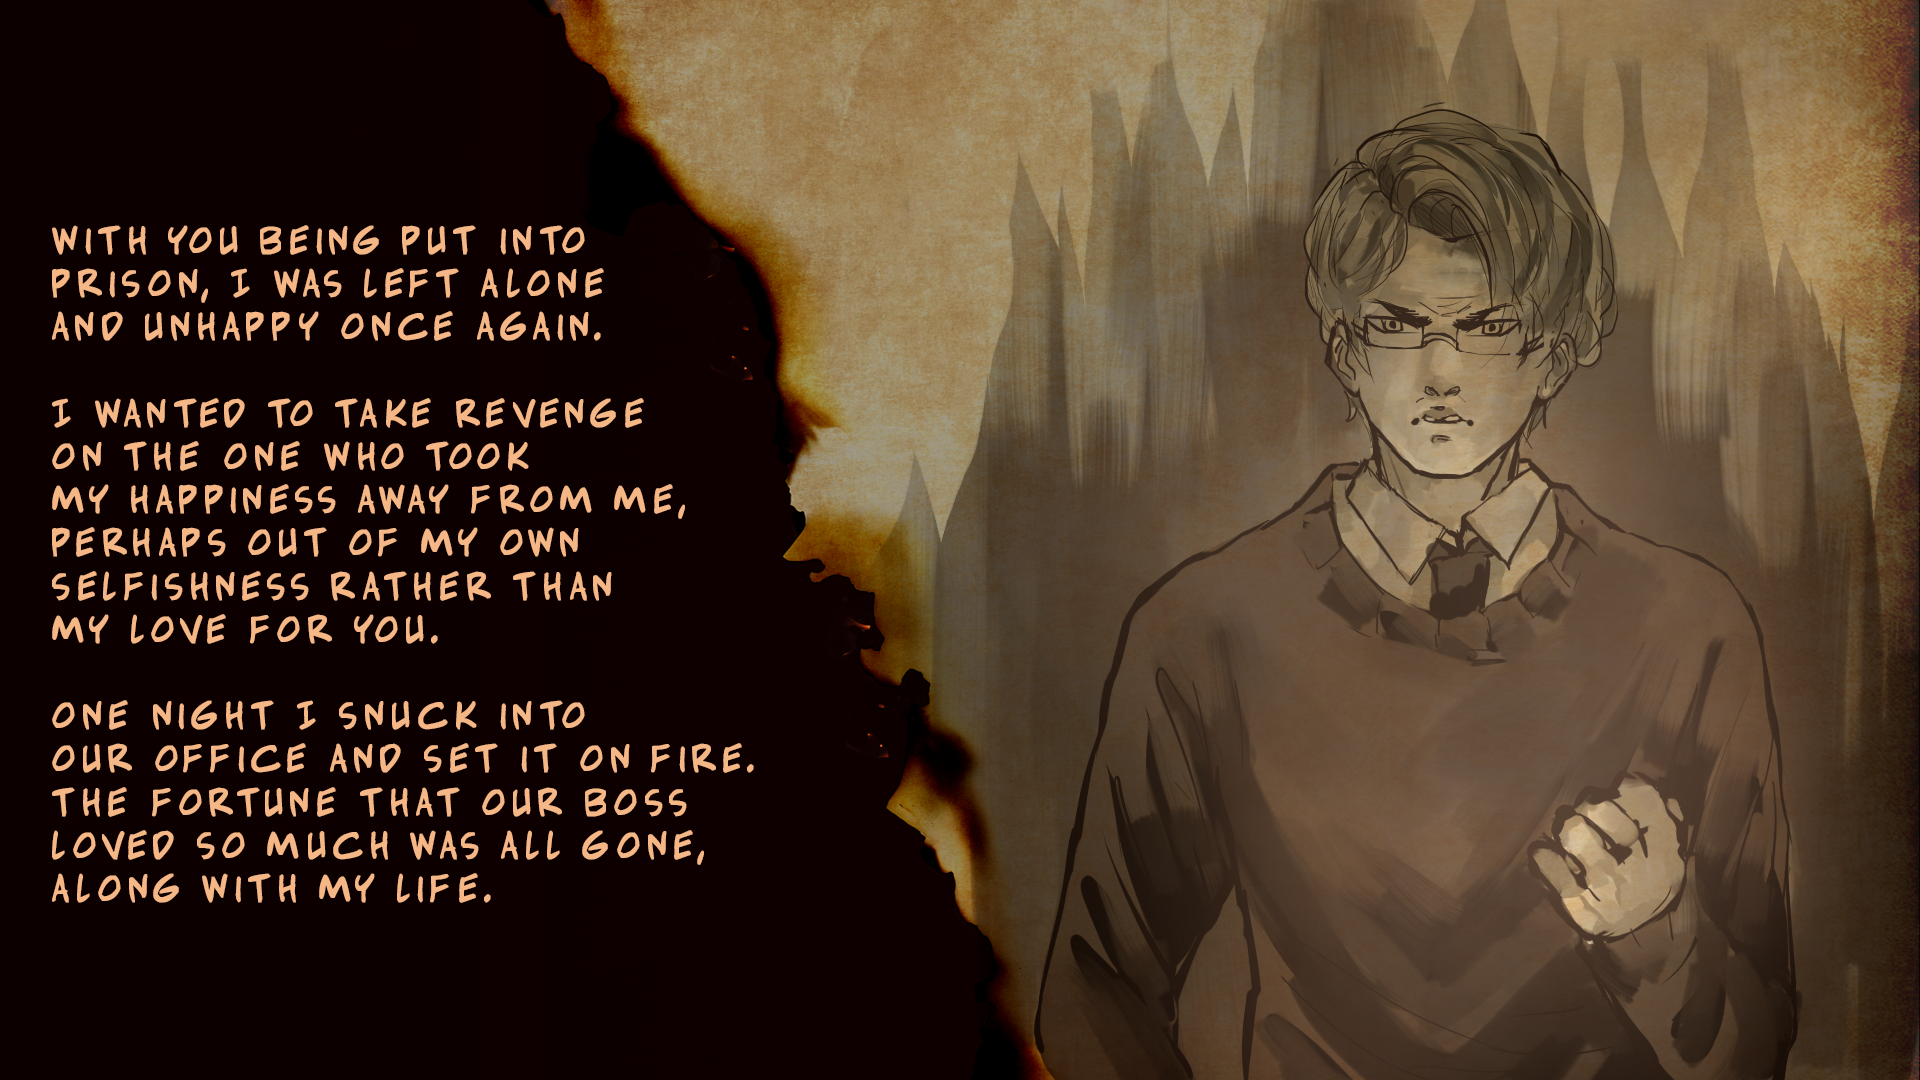 WITH YOU BEING PUT INTO
PRISON, I WAS LEFT ALONE
AND UNHAPPY ONCE AGAIN.
I WANTED TO TAKE REVENGE
ON THE ONE WHO TOOK
MY HAPPINESS AWAY FROM ME,
PERHAPS OUT OF MY OWN
SELFISHNESS RATHER THAN
MY LOVE FOR YOU.
ONE NIGHT I SNUCK INTO
OUR OFFICE AND SET IT ON FIRE.
THE FORTUNE THAT OUR BOSS
LOVED SO MUCH WAS ALL GONE,
ALONG WITH MY LIFE.